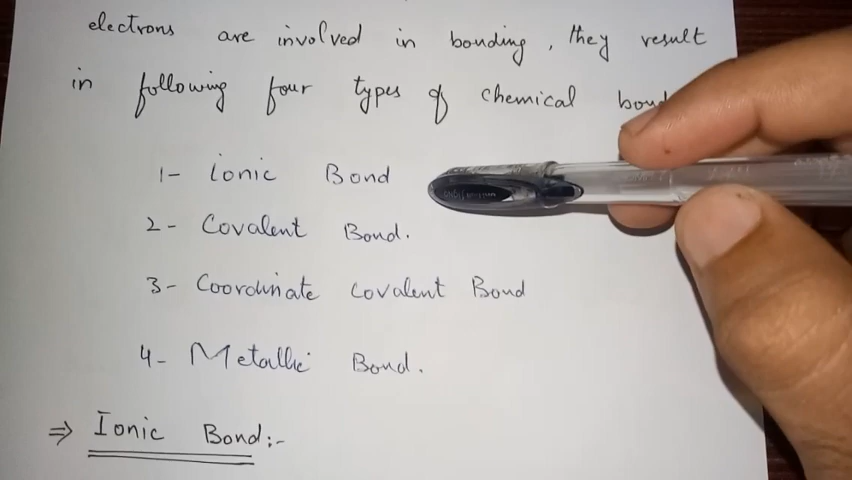 electrons are involved in bonding, they result
in following four types of chemical
1- Ionic Bond
2- Covalent Bond.
3- Coordinate Covalent Bond
4- Metallic Bond.
⇒ Ionic Bond:-